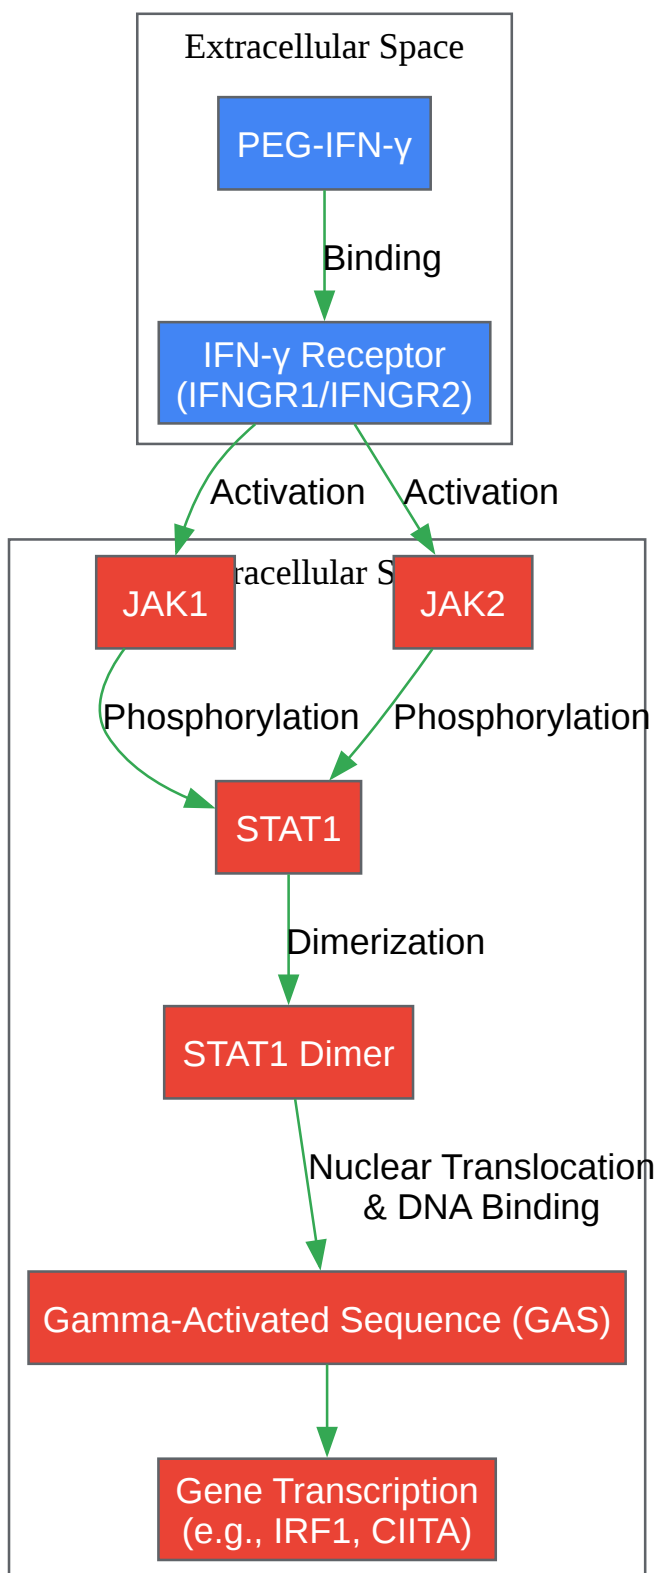 Extracellular Space
PEG-IFN-γ
Binding
IFN-γ Receptor
(IFNGR1/IFNGR2)
Activation
Activation
JAK1
JAK2
Phosphorylation
Phosphorylation
STAT1
Dimerization
STAT1 Dimer
Nuclear Translocation
& DNA Binding
Gamma-Activated Sequence (GAS)
Gene Transcription
(e.g., IRF1, CIITA)